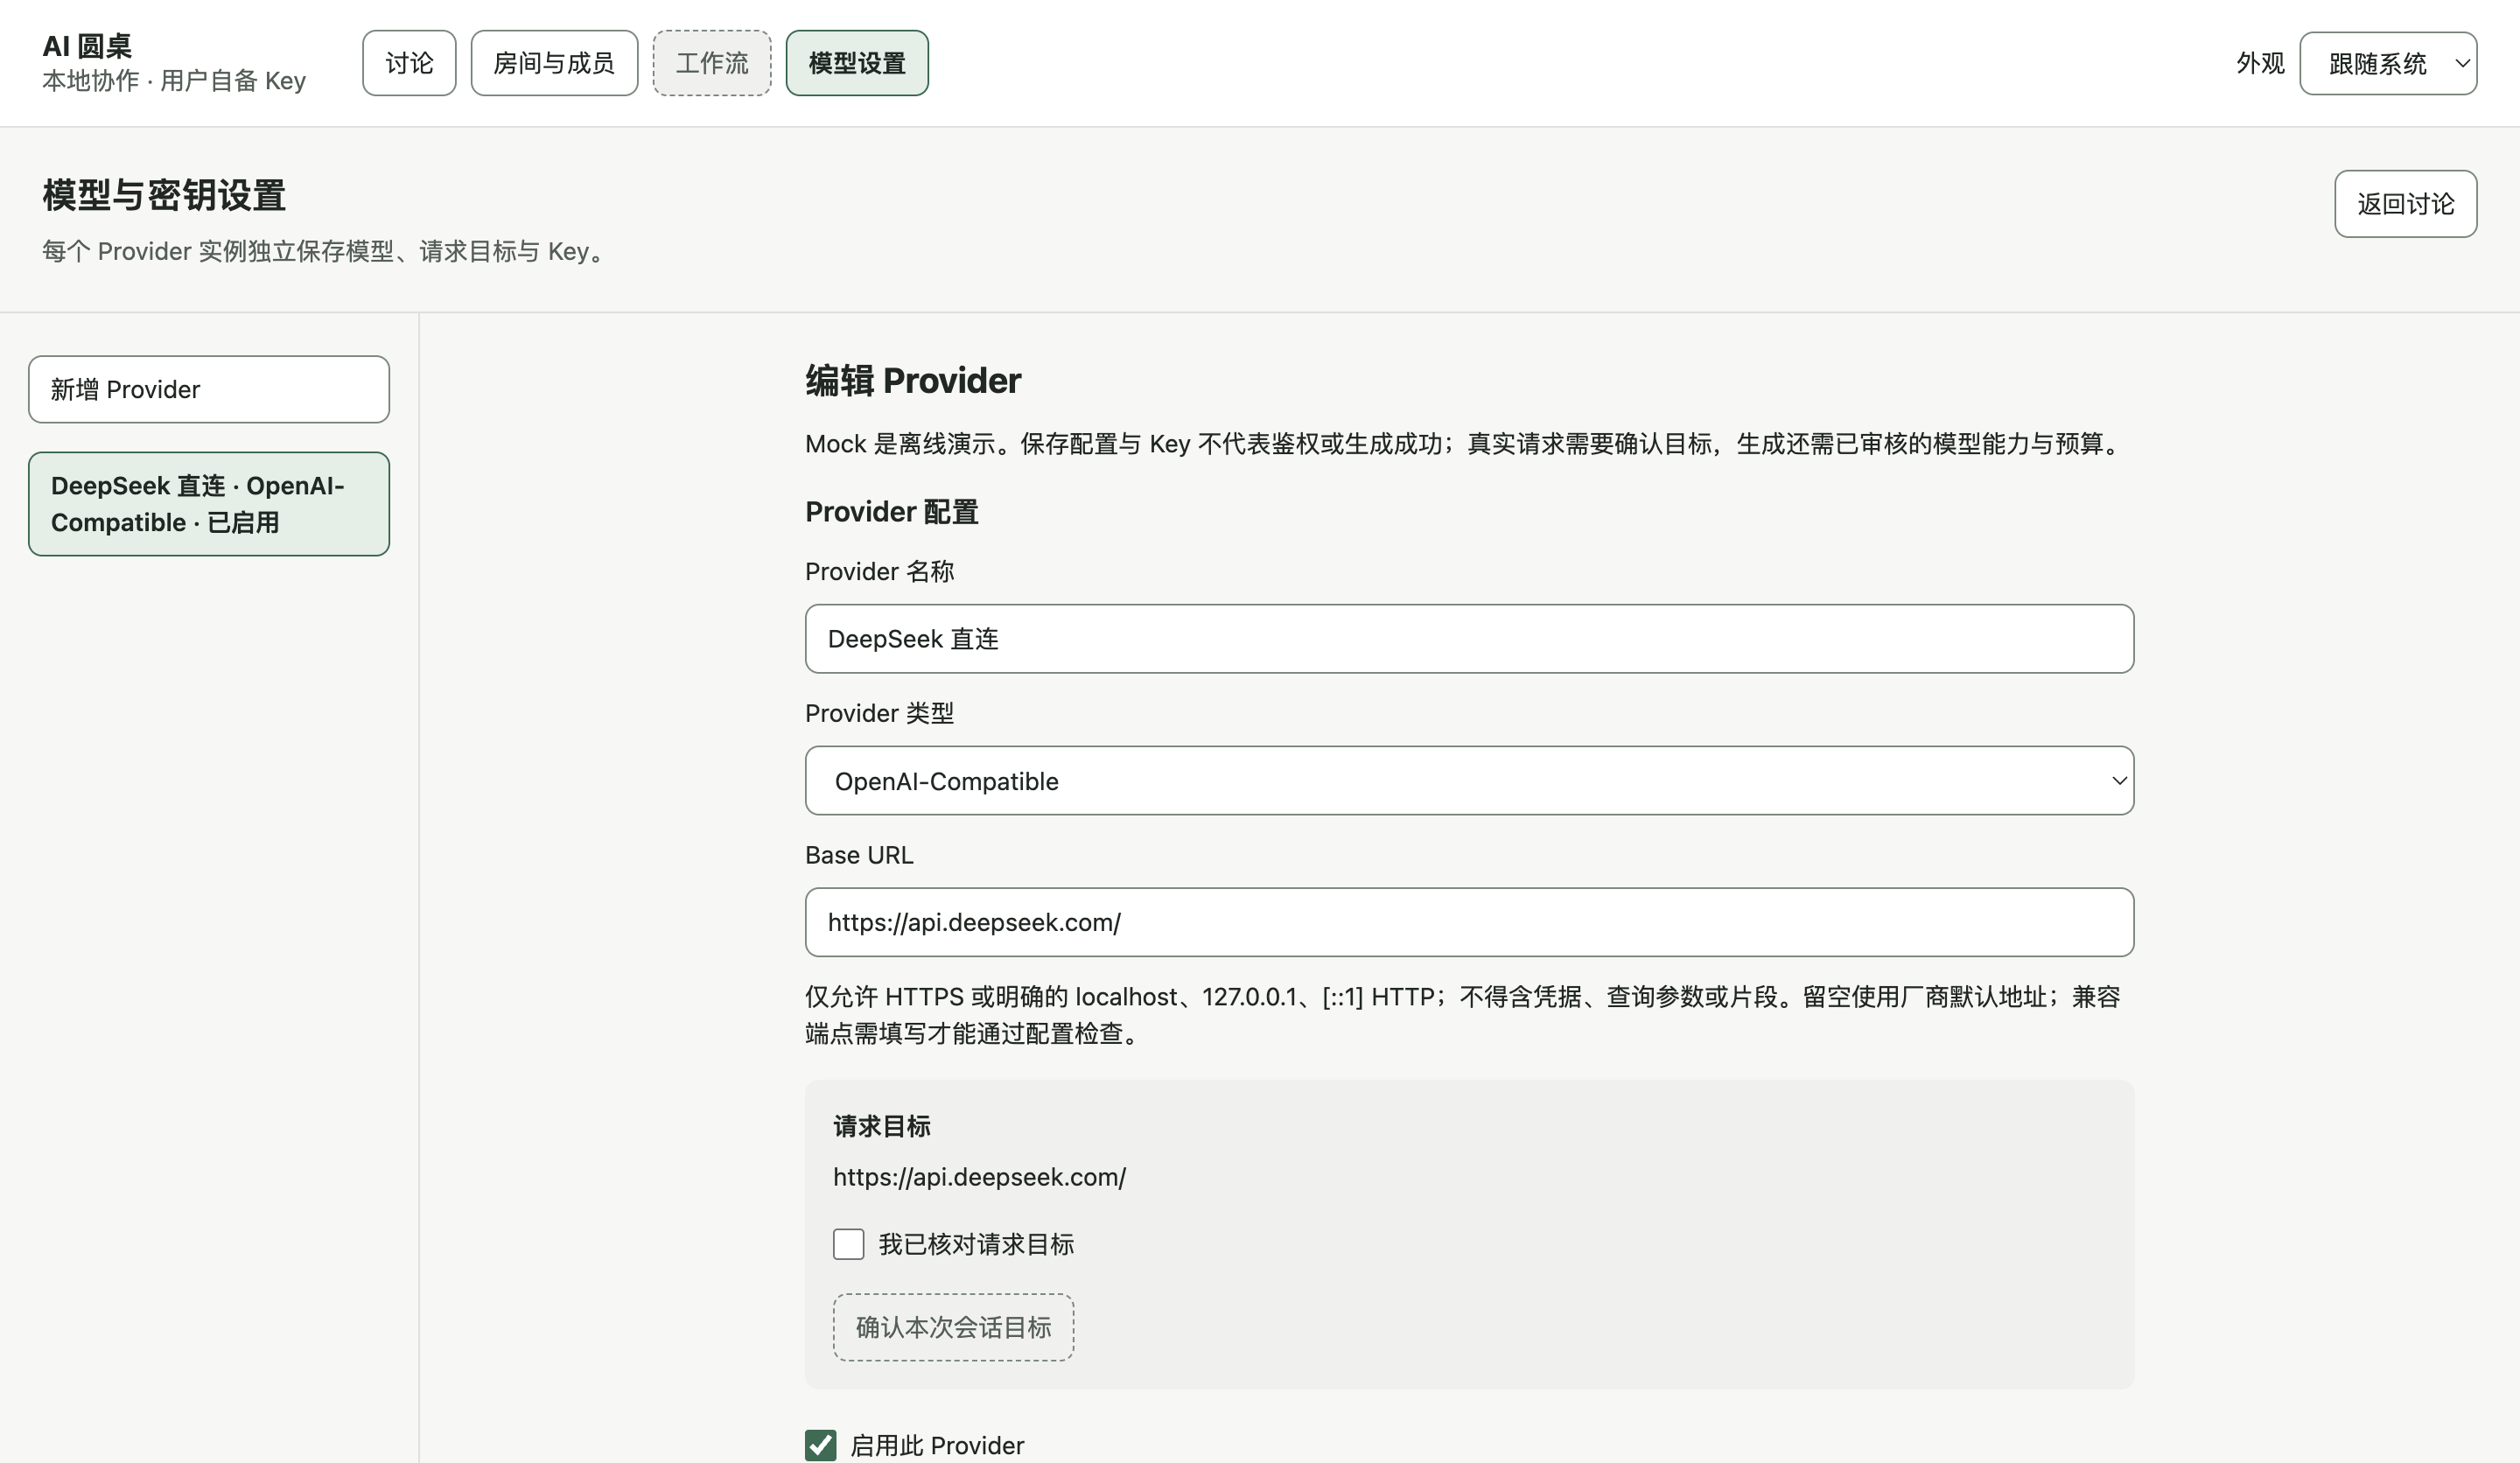 AI 圆桌
本地协作 · 用户自备 Key
讨论
房间与成员
工作流
模型设置
外观
跟随系统
模型与密钥设置
每个 Provider 实例独立保存模型、请求目标与 Key。
返回讨论
新增 Provider
DeepSeek 直连 · OpenAI-
Compatible · 已启用
编辑 Provider
Mock 是离线演示。保存配置与 Key 不代表鉴权或生成成功；真实请求需要确认目标，生成还需已审核的模型能力与预算。
Provider 配置
Provider 名称
DeepSeek 直连
Provider 类型
OpenAI-Compatible
Base URL
https://api.deepseek.com/
仅允许 HTTPS 或明确的 localhost、127.0.0.1、[::1] HTTP；不得含凭据、查询参数或片段。留空使用厂商默认地址；兼容
端点需填写才能通过配置检查。
请求目标
https://api.deepseek.com/
我已核对请求目标
确认本次会话目标
启用此 Provider